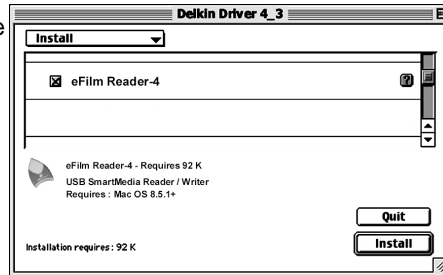 e
Delkin Driver 4_3
Install
eFilm Reader-4
?
eFilm Reader-4 - Requires 92 K
USB SmartMedia Reader / Writer
Requires : Mac OS 8.5.1+
Quit
Installation requires: 92 K
Install